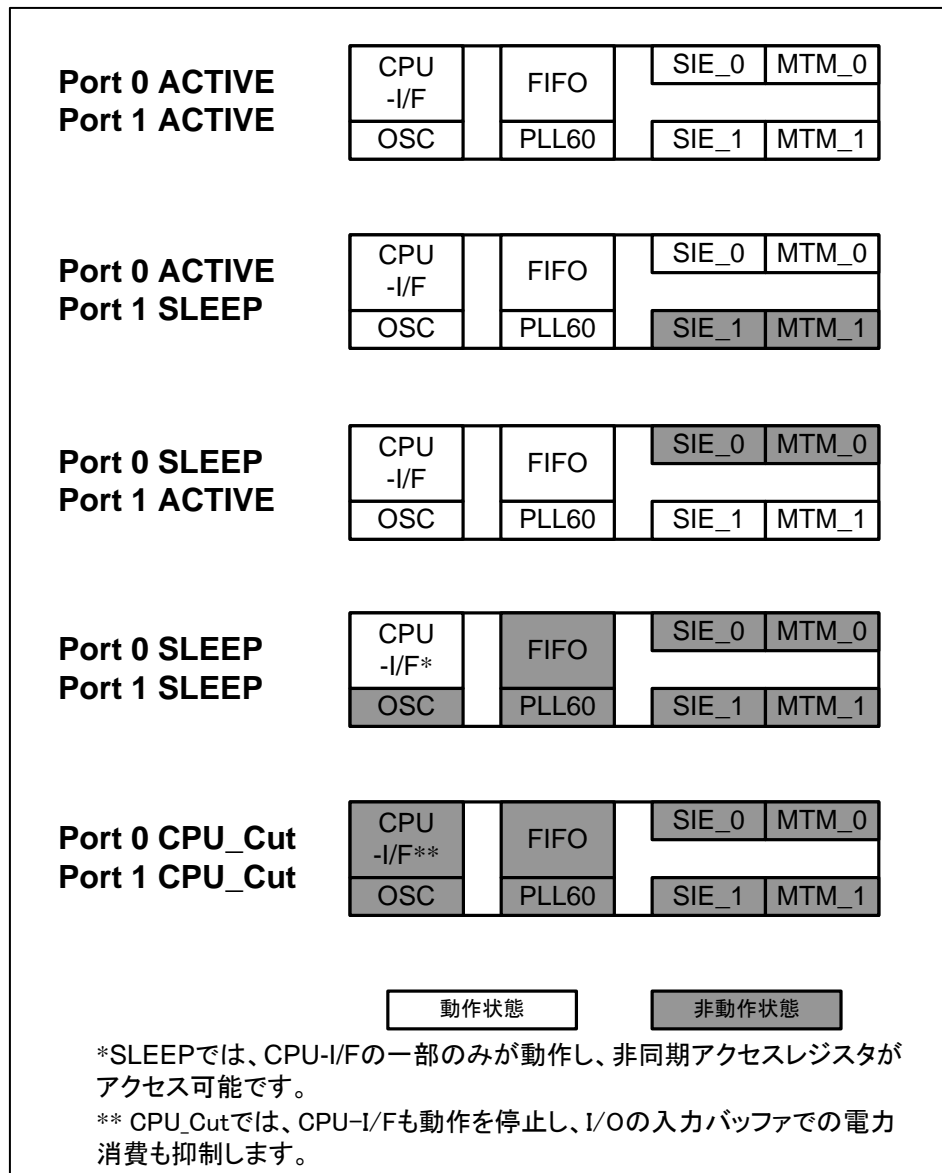 Port 0 ACTIVE
Port 1 ACTIVE
CPU
-I/F
OSC
FIFO
PLL60
SIE_0 MTM_0
SIE_1 MTM_1
Port 0 ACTIVE
Port 1 SLEEP
CPU
-I/F
OSC
FIFO
PLL60
SIE_0 MTM_0
SIE_1 MTM_1
Port 0 SLEEP
Port 1 ACTIVE
CPU
-I/F
OSC
FIFO
PLL60
SIE_0 MTM_0
SIE_1 MTM_1
Port 0 SLEEP
Port 1 SLEEP
CPU
-I/F*
OSC
FIFO
PLL60
SIE_0 MTM_0
SIE_1 MTM_1
Port 0 CPU_Cut
Port 1 CPU_Cut
CPU
-I/F**
OSC
FIFO
PLL60
SIE_0 MTM_0
SIE_1 MTM_1
動作状態 非動作状態
*SLEEPでは、CPU-I/Fの一部のみが動作し、非同期アクセスレジスタが
アクセス可能です。
** CPU_Cutでは、CPU-I/Fも動作を停止し、I/Oの入力バッファでの電力
消費も抑制します。